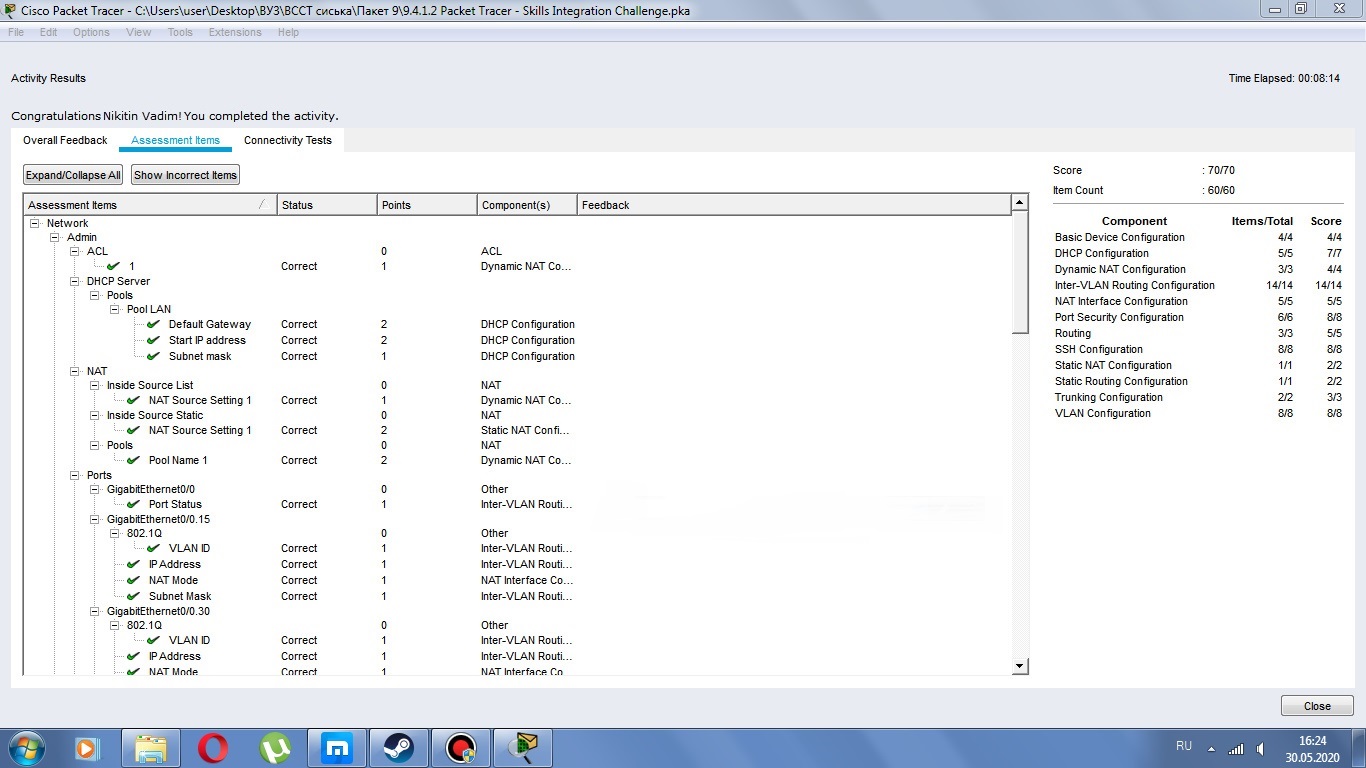 Cisco Packet Tracer - C:\Users\user\Desktop\ВУЗ\ВССТ сиська\Пакет 9\9.4.1.2 Packet Tracer - Skills Integration Challenge.pka
File Edit Options View Tools Extensions Help
Activity Results Time Elapsed: 00:08:14
Congratulations Nikitin Vadim! You completed the activity.
Overall Feedback Assessment Items Connectivity Tests
Expand/Collapse All Show Incorrect Items
Assessment Items Status Points Component(s) Feedback
Network
Admin
ACL 0 ACL
1 Correct 1 Dynamic NAT Co...
DHCP Server
Pools
Pool LAN
Default Gateway Correct 2 DHCP Configuration
Start IP address Correct 2 DHCP Configuration
Subnet mask Correct 1 DHCP Configuration
NAT
Inside Source List 0 NAT
NAT Source Setting 1 Correct 1 Dynamic NAT Co...
Inside Source Static 0 NAT
NAT Source Setting 1 Correct 2 Static NAT Confi...
Pools 0 NAT
Pool Name 1 Correct 2 Dynamic NAT Co...
Ports
GigabitEthernet0/0 0 Other
Port Status Correct 1 Inter-VLAN Routi...
GigabitEthernet0/0.15
802.1Q 0 Other
VLAN ID Correct 1 Inter-VLAN Routi...
IP Address Correct 1 Inter-VLAN Routi...
NAT Mode Correct 1 NAT Interface Co...
Subnet Mask Correct 1 Inter-VLAN Routi...
GigabitEthernet0/0.30
802.1Q 0 Other
VLAN ID Correct 1 Inter-VLAN Routi...
IP Address Correct 1 Inter-VLAN Routi...
NAT Mode Correct 1 NAT Interface Co
Score : 70/70
Item Count : 60/60
Component Items/Total Score
Basic Device Configuration 4/4 4/4
DHCP Configuration 5/5 7/7
Dynamic NAT Configuration 3/3 4/4
Inter-VLAN Routing Configuration 14/14 14/14
NAT Interface Configuration 5/5 5/5
Port Security Configuration 6/6 8/8
Routing 3/3 5/5
SSH Configuration 8/8 8/8
Static NAT Configuration 1/1 2/2
Static Routing Configuration 1/1 2/2
Trunking Configuration 2/2 3/3
VLAN Configuration 8/8 8/8
Close
RU 16:24
30.05.2020